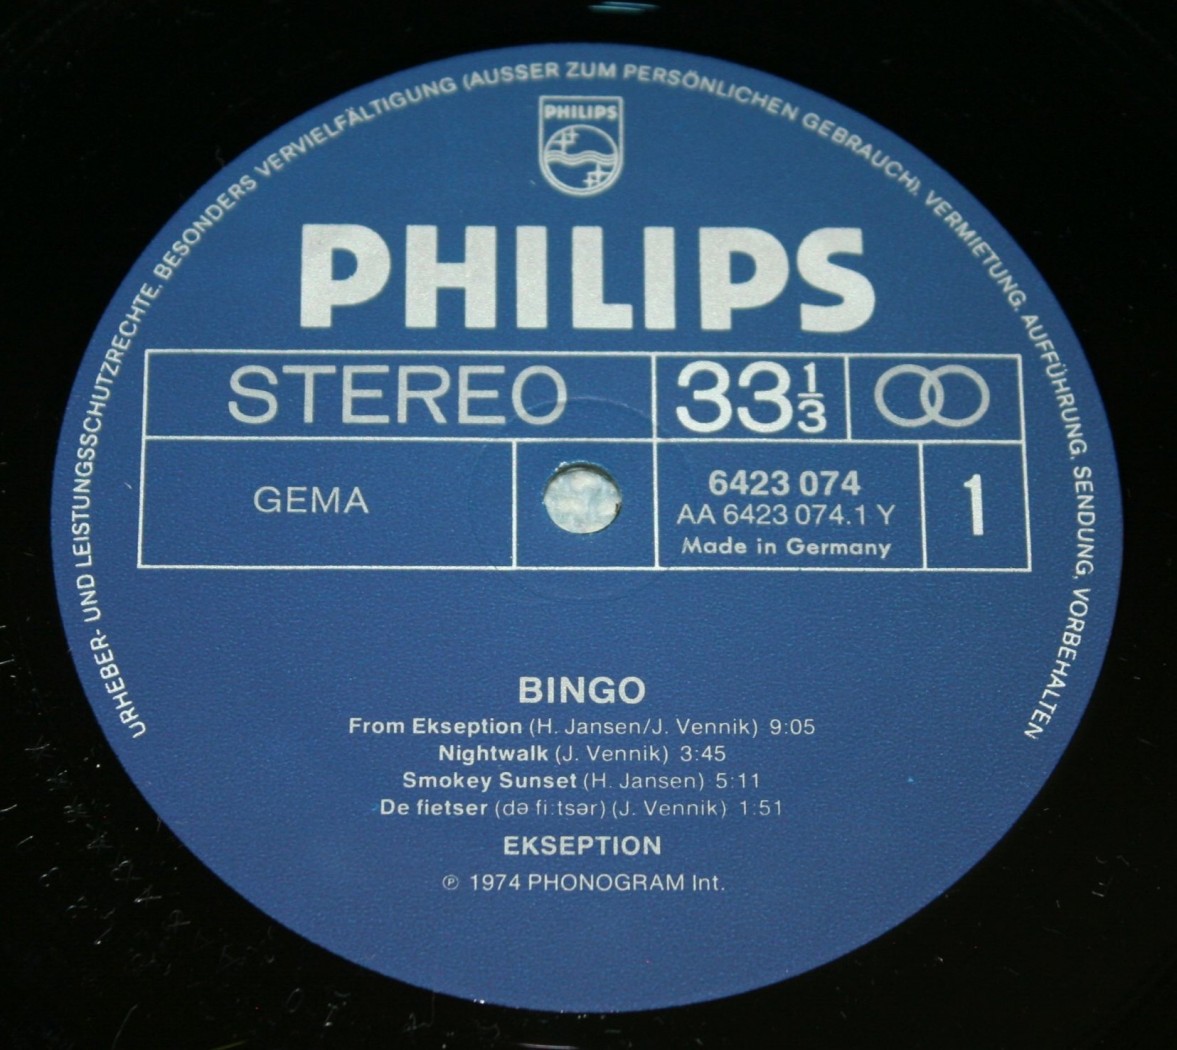 URHEBER- UND LEISTUNGSSCHUTZRECHTE, BESONDERS VERVIELFÄLTIGUNG (AUSSER ZUM PERSÖNLICHEN GEBRAUCH), VERMIETUNG, AUFFÜHRUNG, SENDUNG, VORBEHALTEN
PHILIPS
PHILIPS
STEREO 33 1/3
GEMA
6423 074
AA 6423 074.1 Y
Made in Germany
1
BINGO
From Ekseption (H. Jansen/J. Vennik) 9:05
Nightwalk (J. Vennik) 3:45
Smokey Sunset (H. Jansen) 5:11
De fietser (də fi:tsər) (J. Vennik) 1:51
EKSEPTION
℗ 1974 PHONOGRAM Int.